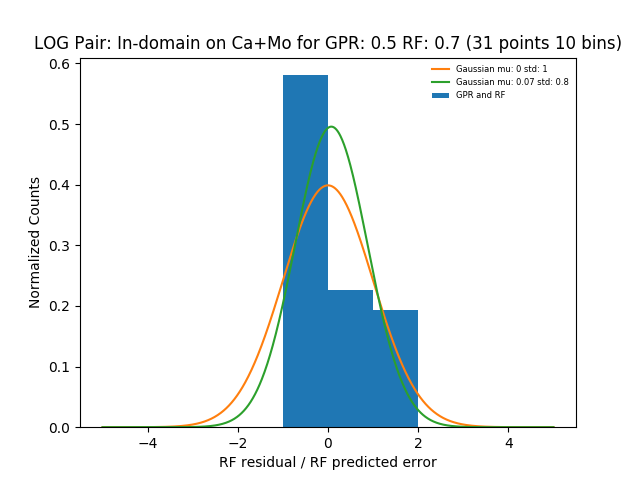 LOG Pair: In-domain on Ca+Mo for GPR: 0.5 RF: 0.7 (31 points 10 bins)
Gaussian mu: 0 std: 1
Gaussian mu: 0.07 std: 0.8
GPR and RF
Normalized Counts
0.6
0.5
0.4
0.3
0.2
0.1
0.0
−4 −2 0 2 4
RF residual / RF predicted error